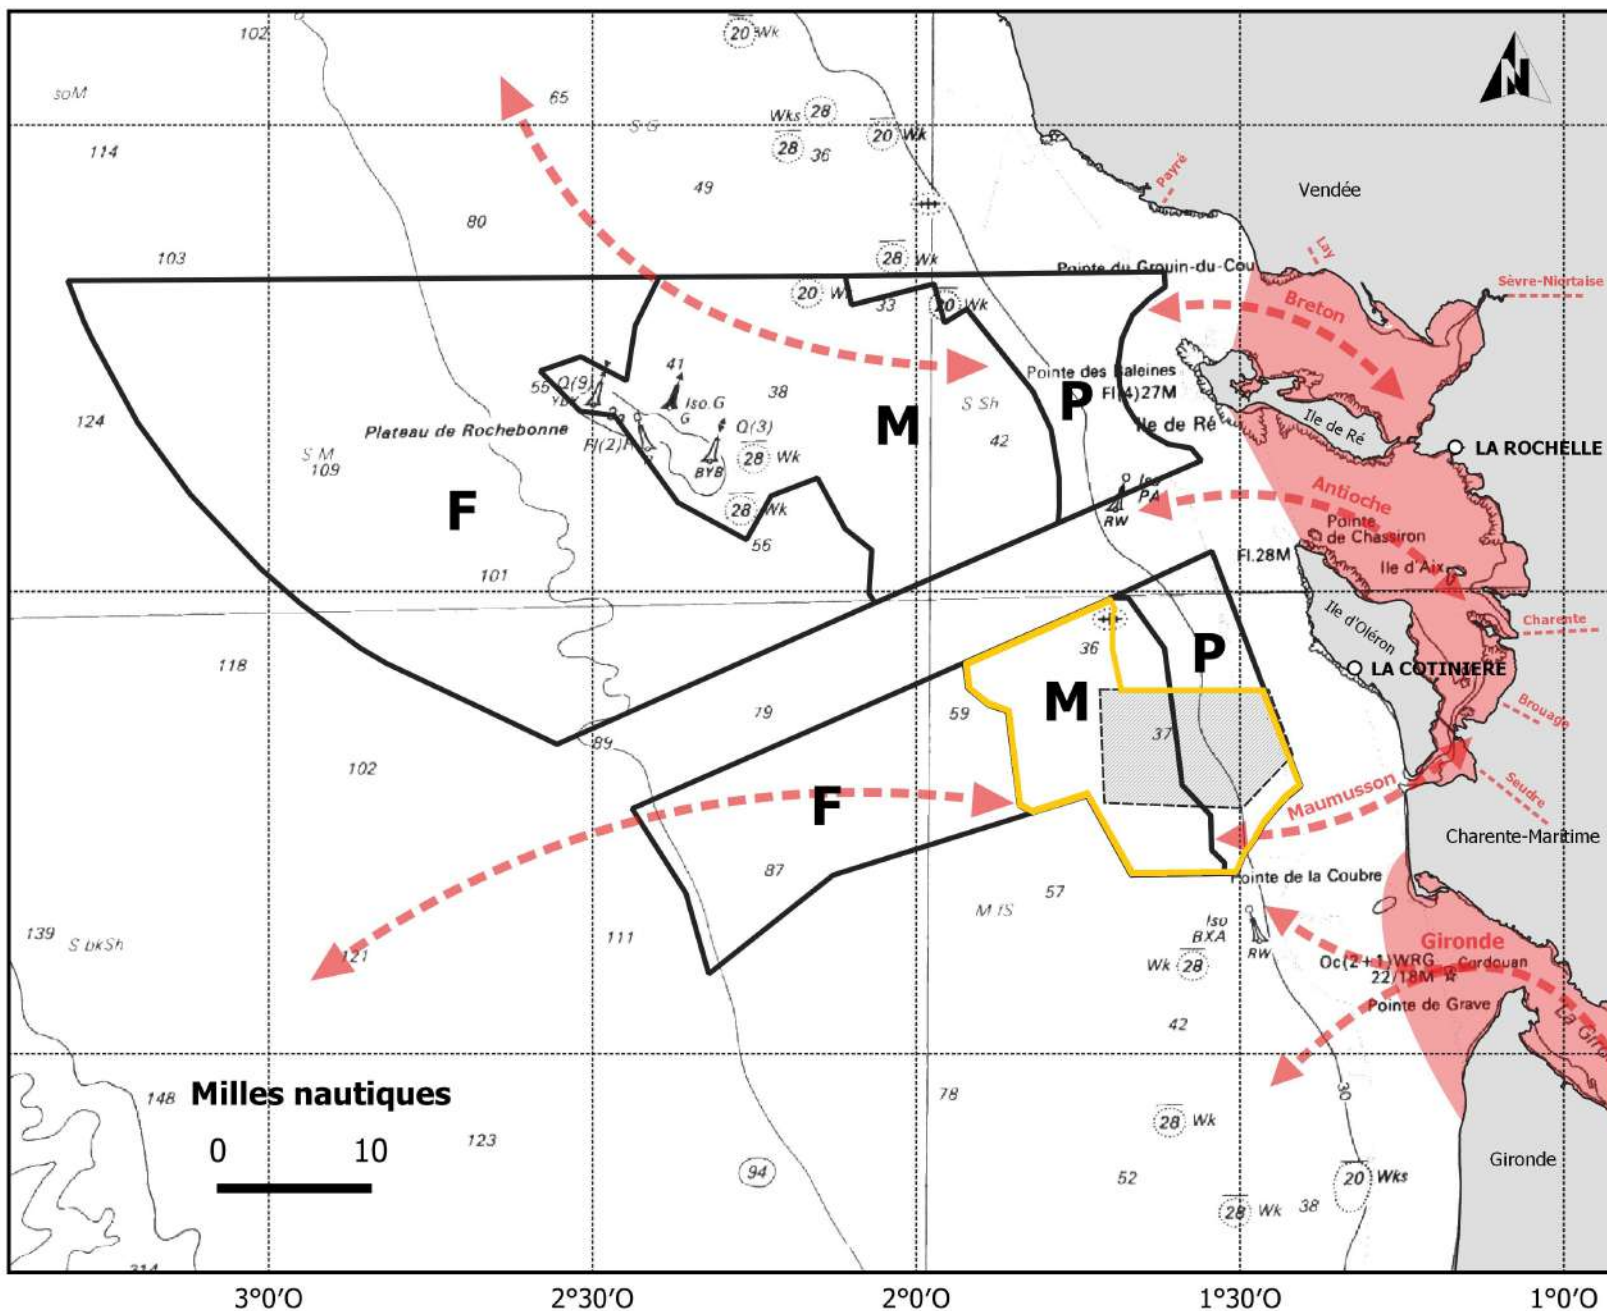 102
20 Wk
N
soM
65
Wks 28
S G
20 Wk
114
28
36
Payré
49
Vendée
80
Lay
103
28 Wk
Pointe du Grouin-du-Cou
Sèvre-Niortaise
20
33
20 Wk
Breton
41
55
Q(9)
38
Pointe des Baleines
Iso.G
G
S Sh
P
Fl(4)27M
124
M
Ile de Ré
Plateau de Rochebonne
Q(3)
42
Ile de Ré
LA ROCHELLE
S M
109
BYB
28 Wk
Iso
PA
Antioche
F
28 Wk
RW
Pointe
de Chassiron
55
Fl.28M
101
Ile d'Aix
Ile d'Oléron
Charente
118
36
P
LA COTINIERE
M
79
59
Brouage
89
37
102
Seudre
F
Maumusson
Charente-Maritime
87
Pointe de la Coubre
57
M fS
Iso
BXA
139
S bkSh
111
Gironde
121
RW
Oc(2+1)WRG
22/18M
Cordouan
Wk 28
Pointe de Grave
42
148
Milles nautiques
78
30
28 Wk
0 10
123
94
52
Gironde
20 Wks
28 Wk
38
314
3°0'O
2°30'O
2°0'O
1°30'O
1°0'O